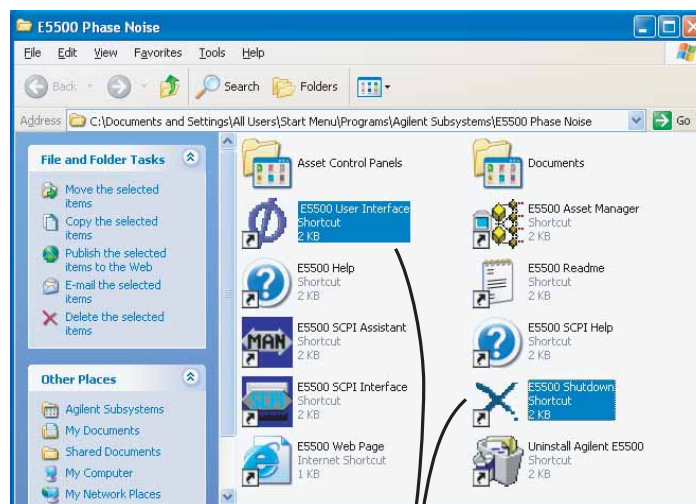 E5500 Phase Noise
File Edit View Favorites Tools Help
Back Search Folders
Address C:\Documents and Settings\All Users\Start Menu\Programs\Agilent Subsystems\E5500 Phase Noise Go
File and Folder Tasks
Move the selected
items
Copy the selected
items
Publish the selected
items to the Web
E-mail the selected
items
Delete the selected
items
Other Places
Agilent Subsystems
My Documents
Shared Documents
My Computer
My Network Places
Asset Control Panels
Documents
E5500 User Interface
Shortcut
2 KB
E5500 Asset Manager
Shortcut
2 KB
E5500 Help
Shortcut
2 KB
E5500 Readme
Shortcut
2 KB
MAN
E5500 SCPI Assistant
Shortcut
2 KB
E5500 SCPI Help
Shortcut
2 KB
SCPI
E5500 SCPI Interface
Shortcut
2 KB
E5500 Shutdown
Shortcut
2 KB
E5500 Web Page
Internet Shortcut
1 KB
Uninstall Agilent E5500
Shortcut
2 KB